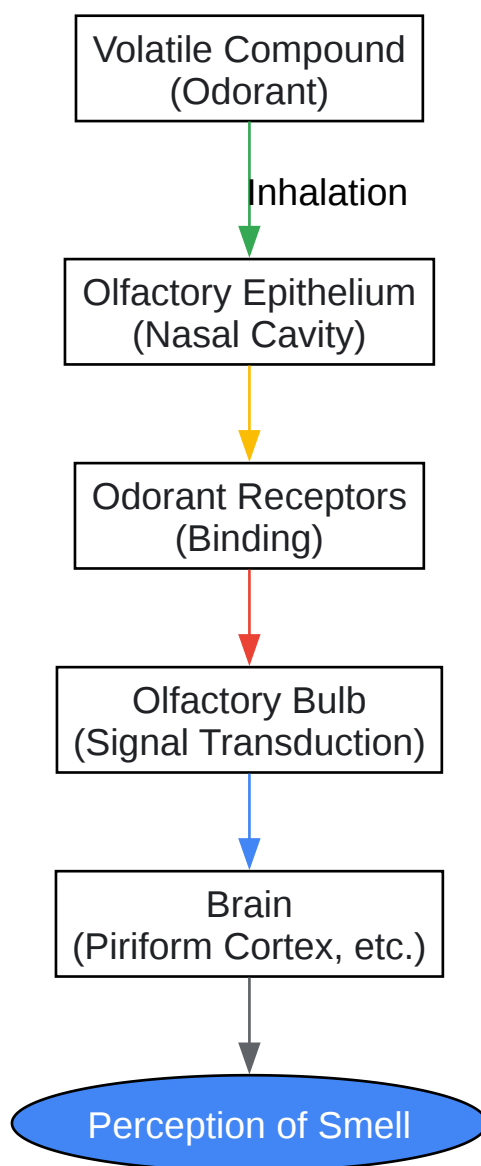 Volatile Compound
(Odorant)
Inhalation
Olfactory Epithelium
(Nasal Cavity)
Odorant Receptors
(Binding)
Olfactory Bulb
(Signal Transduction)
Brain
(Piriform Cortex, etc.)
Perception of Smell